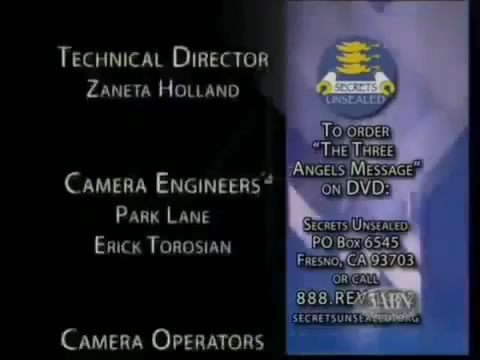 TECHNICAL DIRECTOR
ZANETA HOLLAND
CAMERA ENGINEERS
PARK LANE
ERICK TOROSIAN
CAMERA OPERATORS
SECRETS
UNSEALED
TO ORDER
"THE THREE
ANGELS MESSAGE"
ON DVD:
SECRETS UNSEALED
PO BOX 6545
FRESNO, CA 93703
OR CALL
3ABN
SECRETSUNSEALED.ORG